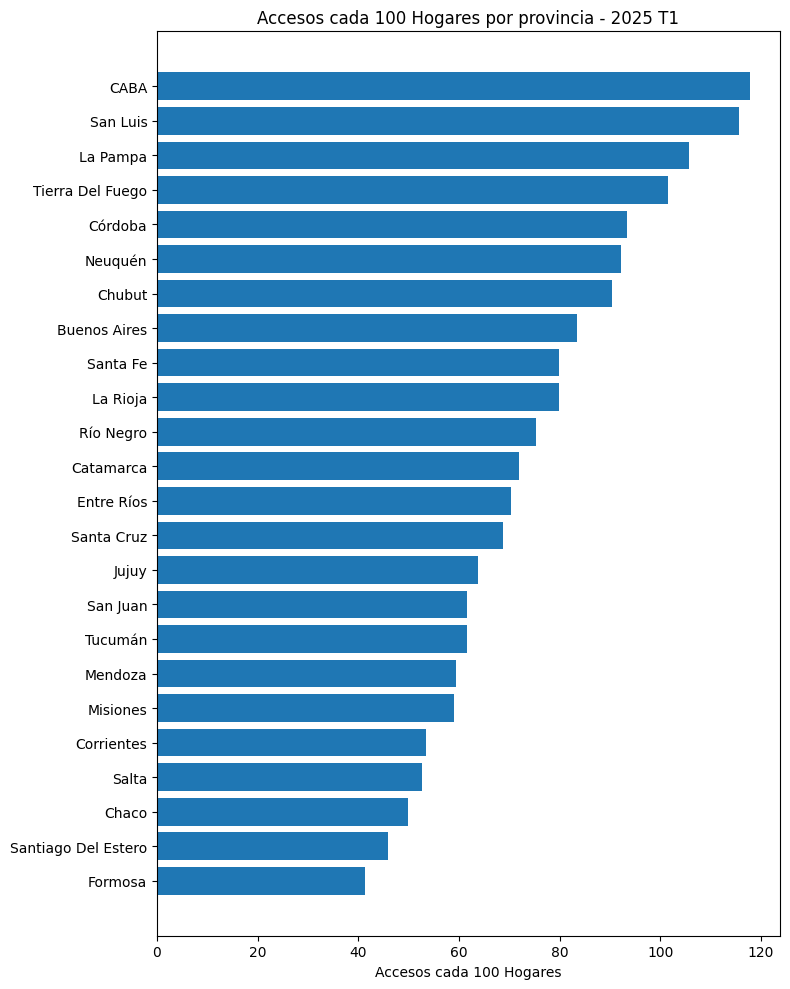 Accesos cada 100 Hogares por provincia - 2025 T1
CABA
San Luis
La Pampa
Tierra Del Fuego
Córdoba
Neuquén
Chubut
Buenos Aires
Santa Fe
La Rioja
Río Negro
Catamarca
Entre Ríos
Santa Cruz
Jujuy
San Juan
Tucumán
Mendoza
Misiones
Corrientes
Salta
Chaco
Santiago Del Estero
Formosa
0 20 40 60 80 100 120
Accesos cada 100 Hogares